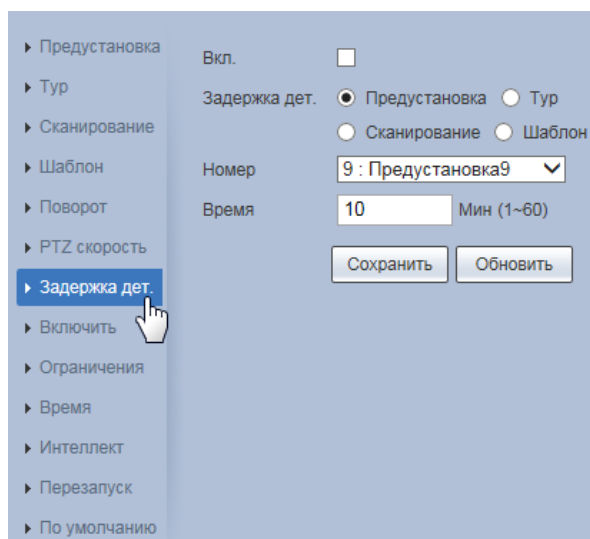 Предустановка
Тур
Сканирование
Шаблон
Поворот
PTZ скорость
Задержка дет.
Включить
Ограничения
Время
Интеллект
Перезапуск
По умолчанию
Вкл.
Задержка дет. Предустановка Тур
Сканирование Шаблон
Номер 9 : Предустановка9
Время 10 Мин (1~60)
Сохранить Обновить